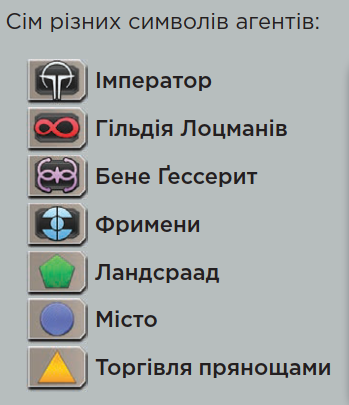 Сім різних символів агентів:
Імператор
Гільдія Лоцманів
Бене Ґессерит
Фримени
Ландсраад
Місто
Торгівля прянощами